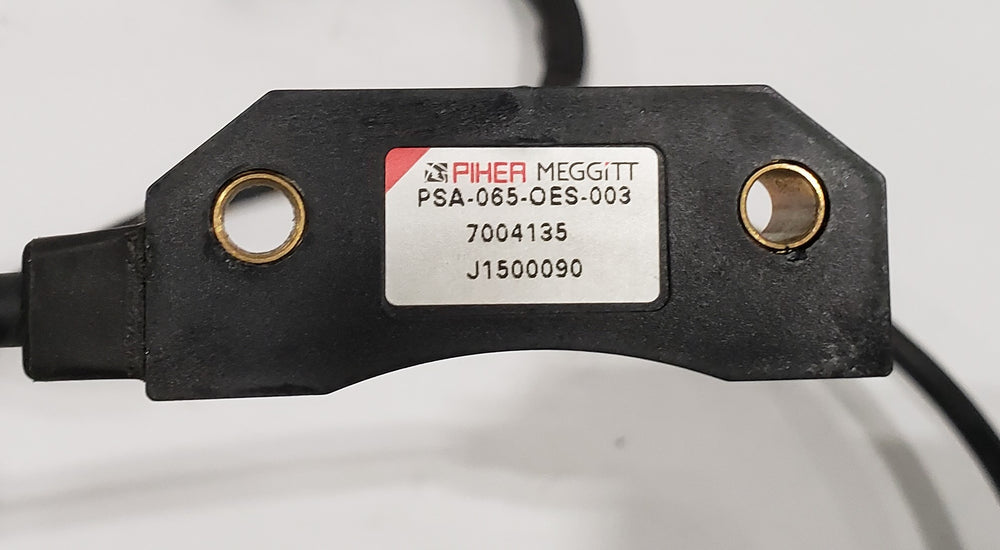 PIHER MEGGiTT
PSA-065-OES-003
7004135
J1500090